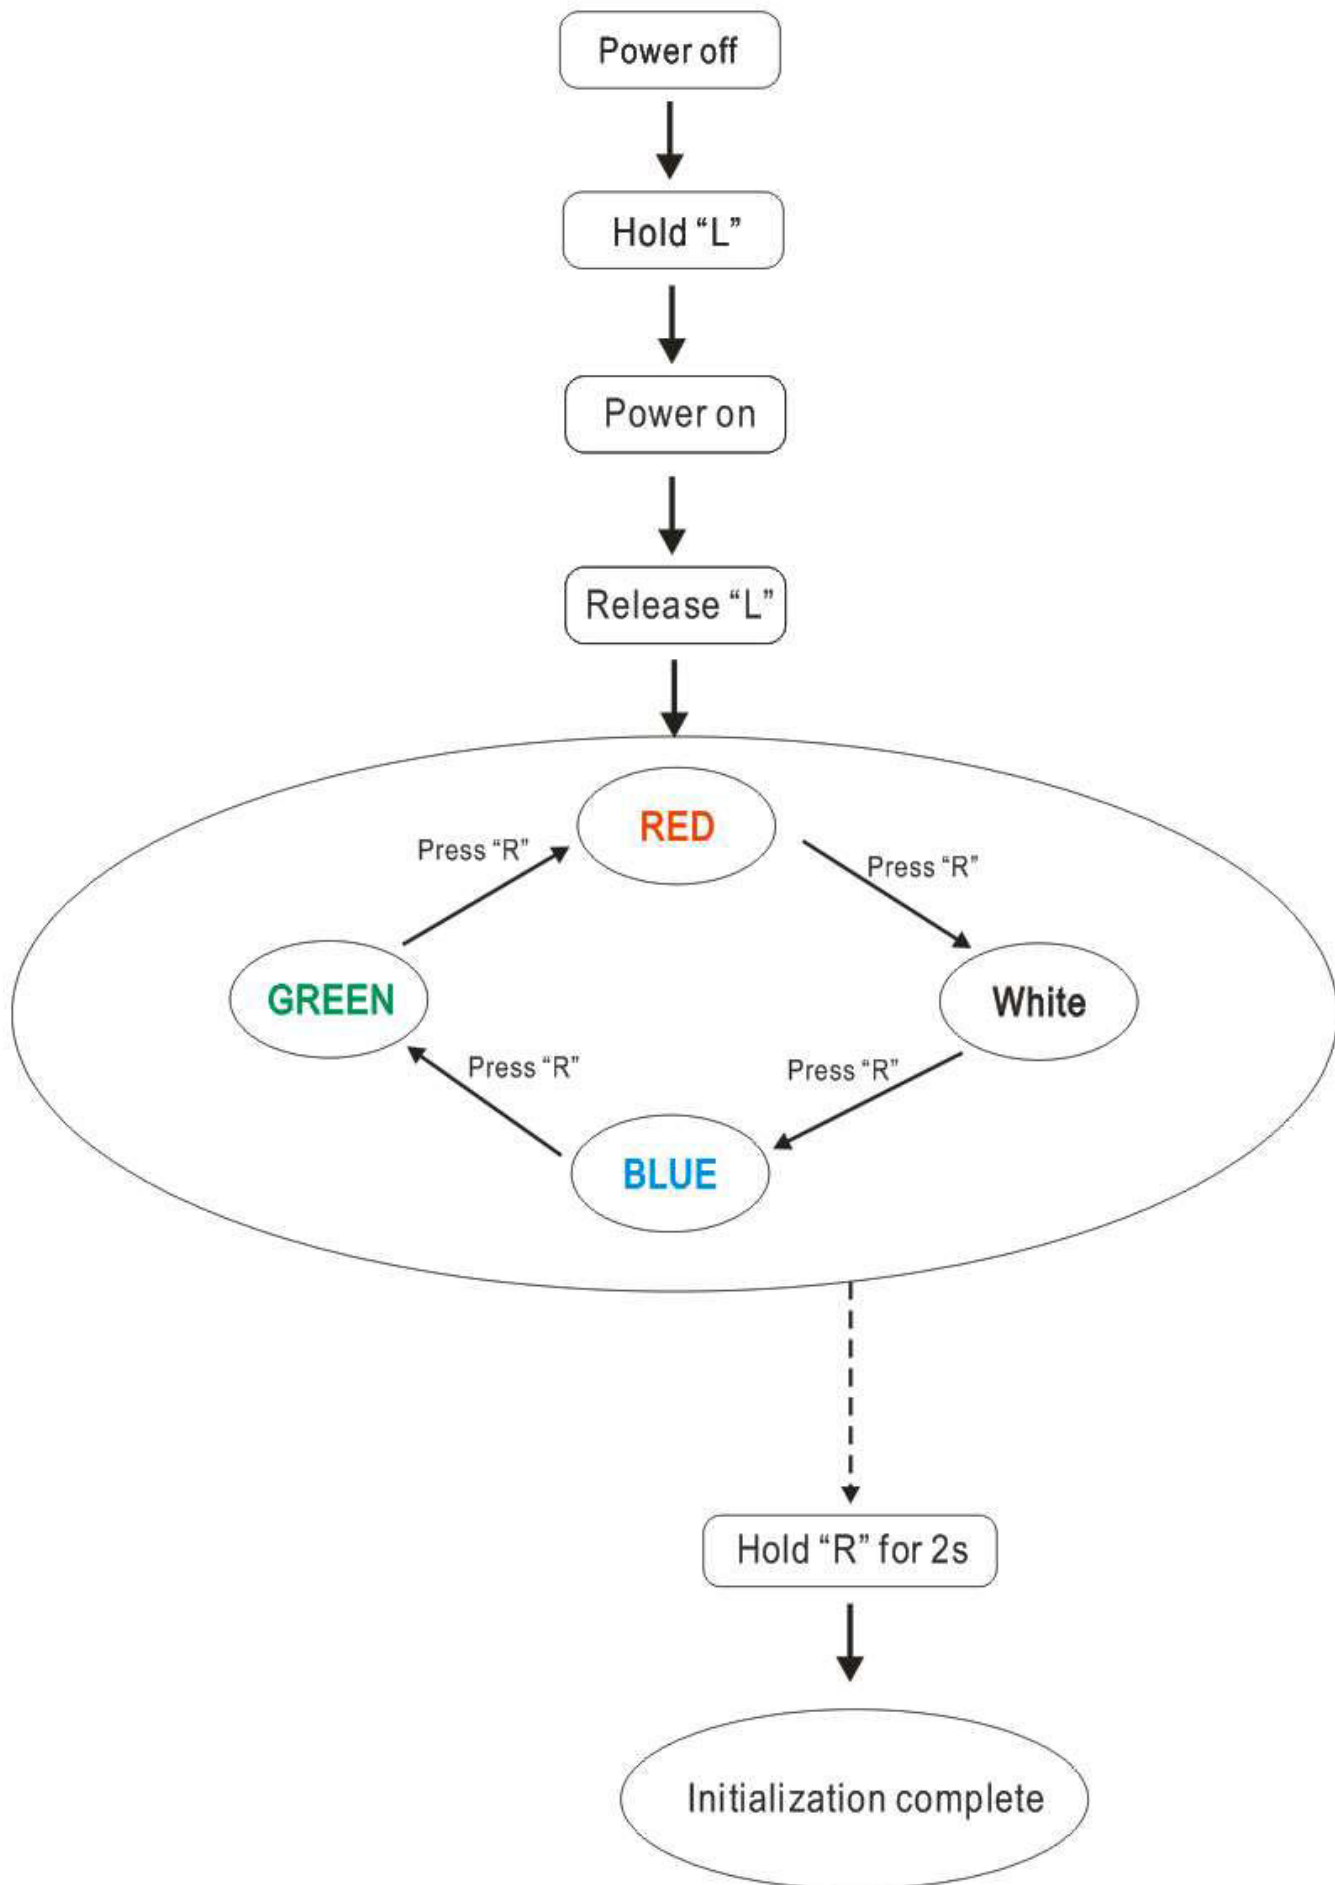 Power off
Hold “L”
Power on
Release “L”
RED
Press “R”
Press “R”
GREEN
White
Press “R”
Press “R”
BLUE
Hold “R” for 2s
Initialization complete